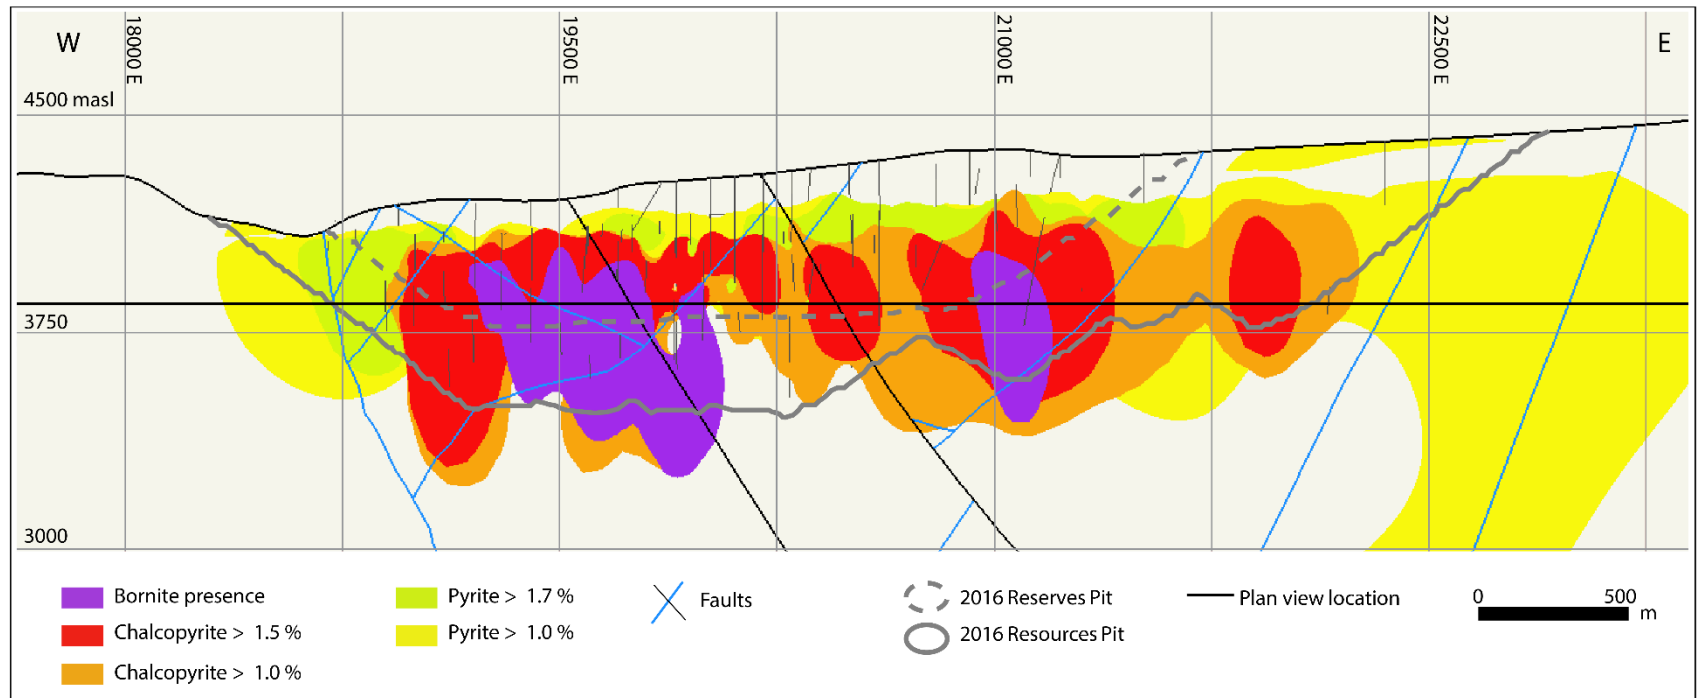 W
18000 E
19500 E
21000 E
22500 E
E
4500 masl
3750
3000
Bornite presence
Chalcopyrite > 1.5 %
Chalcopyrite > 1.0 %
Pyrite > 1.7 %
Pyrite > 1.0 %
Faults
2016 Reserves Pit
2016 Resources Pit
Plan view location
0 500
m